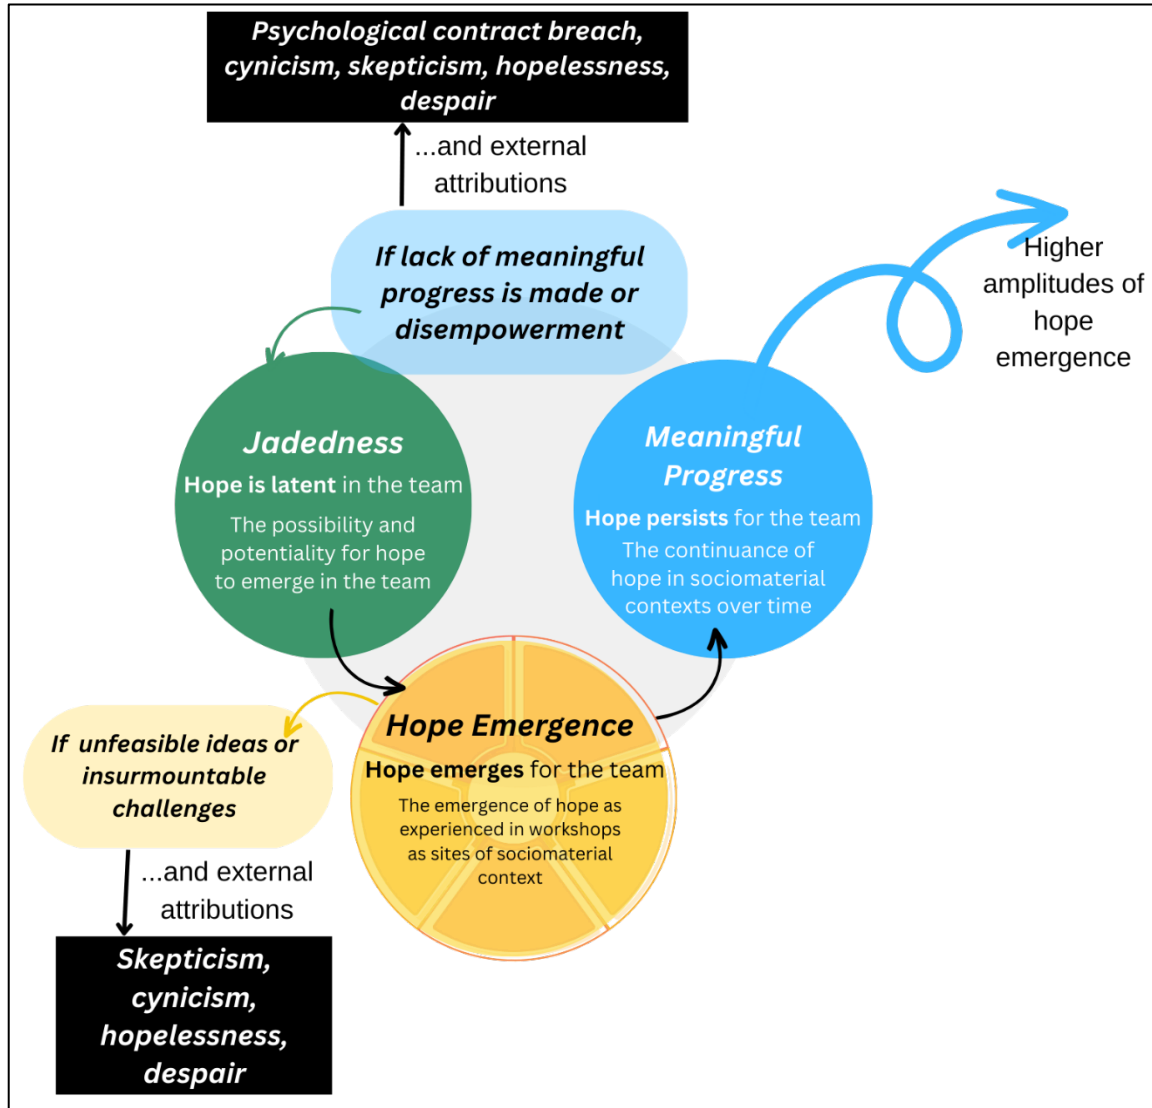 Psychological contract breach,
cynicism, skepticism, hopelessness,
despair
...and external
attributions
If lack of meaningful
progress is made or
disempowerment
Higher
amplitudes of
hope
emergence
Jadedness
Hope is latent in the team
The possibility and
potentiality for hope
to emerge in the team
Meaningful
Progress
Hope persists for the team
The continuance of
hope in sociomaterial
contexts over time
Hope Emergence
Hope emerges for the team
The emergence of hope as
experienced in workshops
as sites of sociomaterial
context
If unfeasible ideas or
insurmountable
challenges
...and external
attributions
Skepticism,
cynicism,
hopelessness,
despair